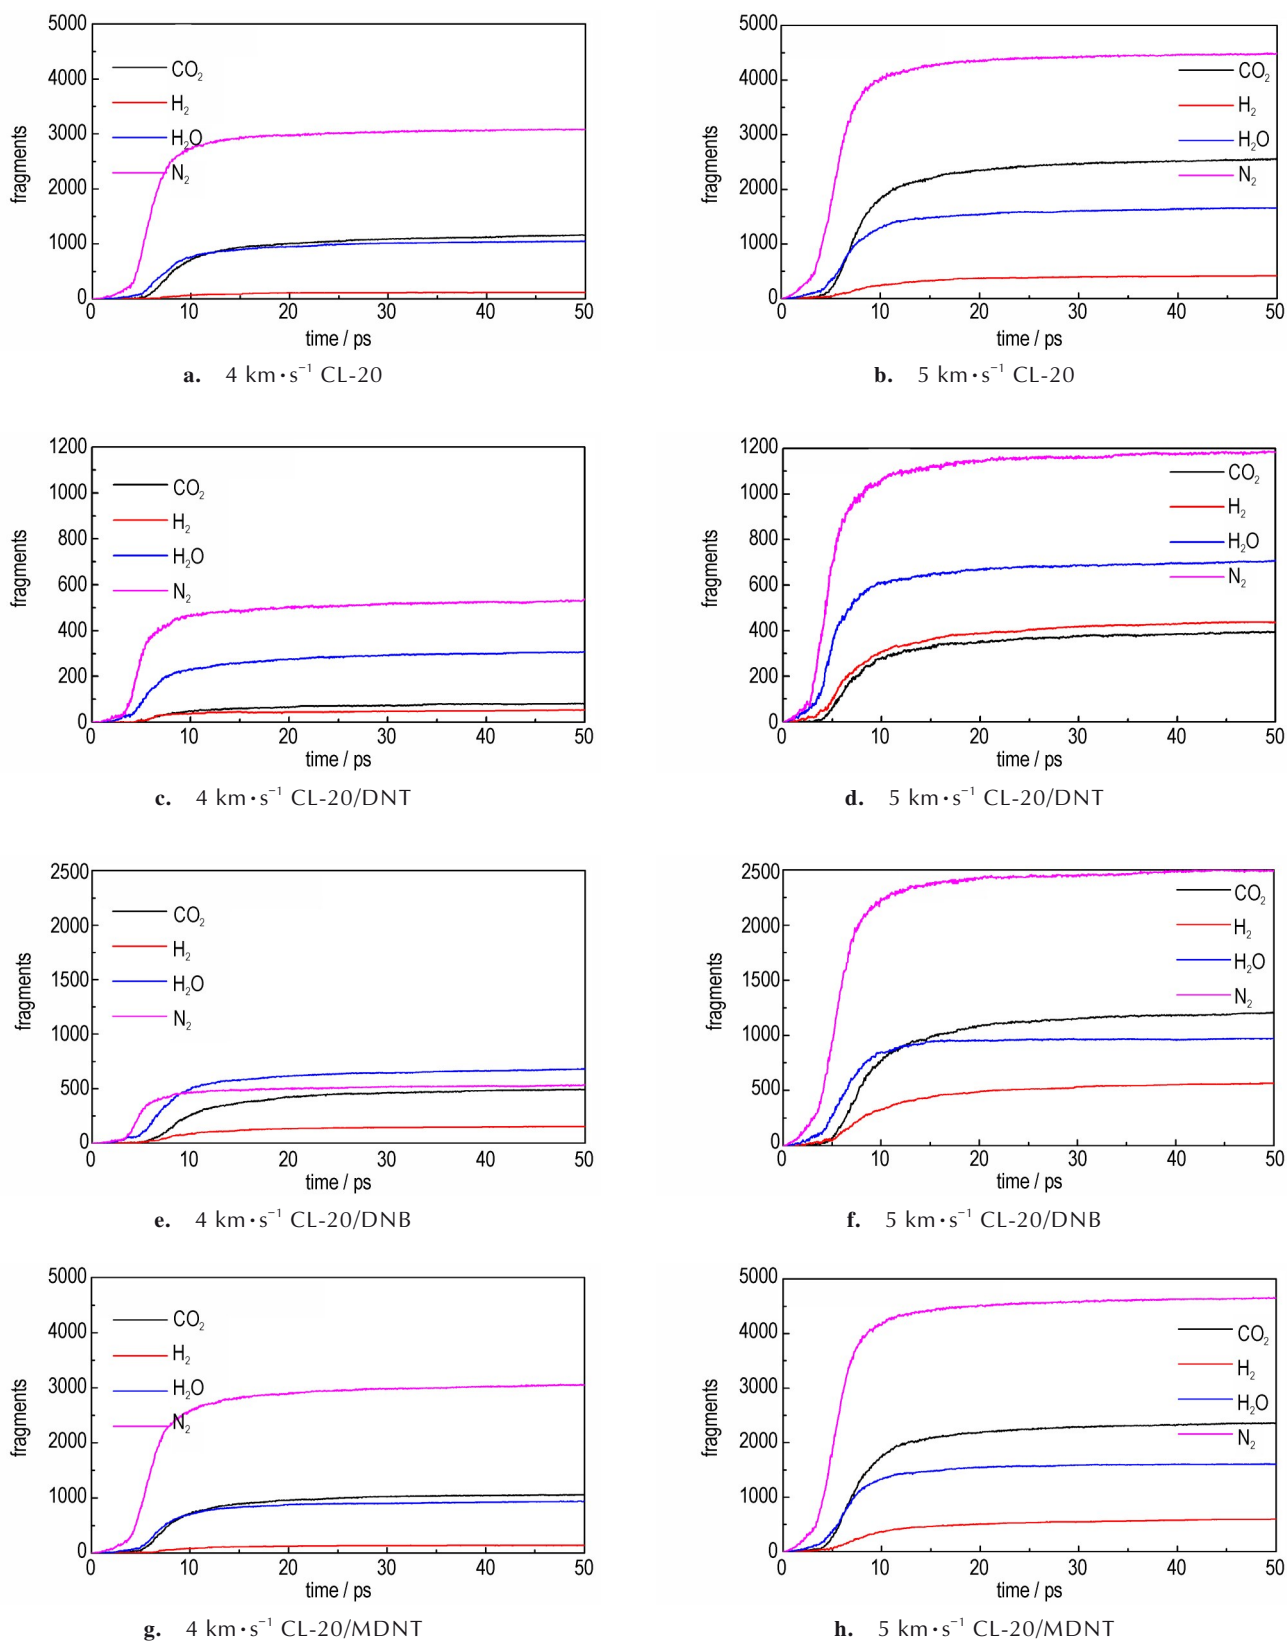 5000
4000
3000
2000
1000
0
fragments
CO₂
H₂
H₂O
N₂
0 10 20 30 40 50
time / ps
a. 4 km·s⁻¹ CL-20
5000
4000
3000
2000
1000
0
fragments
CO₂
H₂
H₂O
N₂
0 10 20 30 40 50
time / ps
b. 5 km·s⁻¹ CL-20
1200
1000
800
600
400
200
0
fragments
CO₂
H₂
H₂O
N₂
0 10 20 30 40 50
time / ps
c. 4 km·s⁻¹ CL-20/DNT
1200
1000
800
600
400
200
0
fragments
CO₂
H₂
H₂O
N₂
0 10 20 30 40 50
time / ps
d. 5 km·s⁻¹ CL-20/DNT
2500
2000
1500
1000
500
0
fragments
CO₂
H₂
H₂O
N₂
0 10 20 30 40 50
time / ps
e. 4 km·s⁻¹ CL-20/DNB
2500
2000
1500
1000
500
0
fragments
CO₂
H₂
H₂O
N₂
0 10 20 30 40 50
time / ps
f. 5 km·s⁻¹ CL-20/DNB
5000
4000
3000
2000
1000
0
fragments
CO₂
H₂
H₂O
N₂
0 10 20 30 40 50
time / ps
g. 4 km·s⁻¹ CL-20/MDNT
5000
4000
3000
2000
1000
0
fragments
CO₂
H₂
H₂O
N₂
0 10 20 30 40 50
time / ps
h. 5 km·s⁻¹ CL-20/MDNT